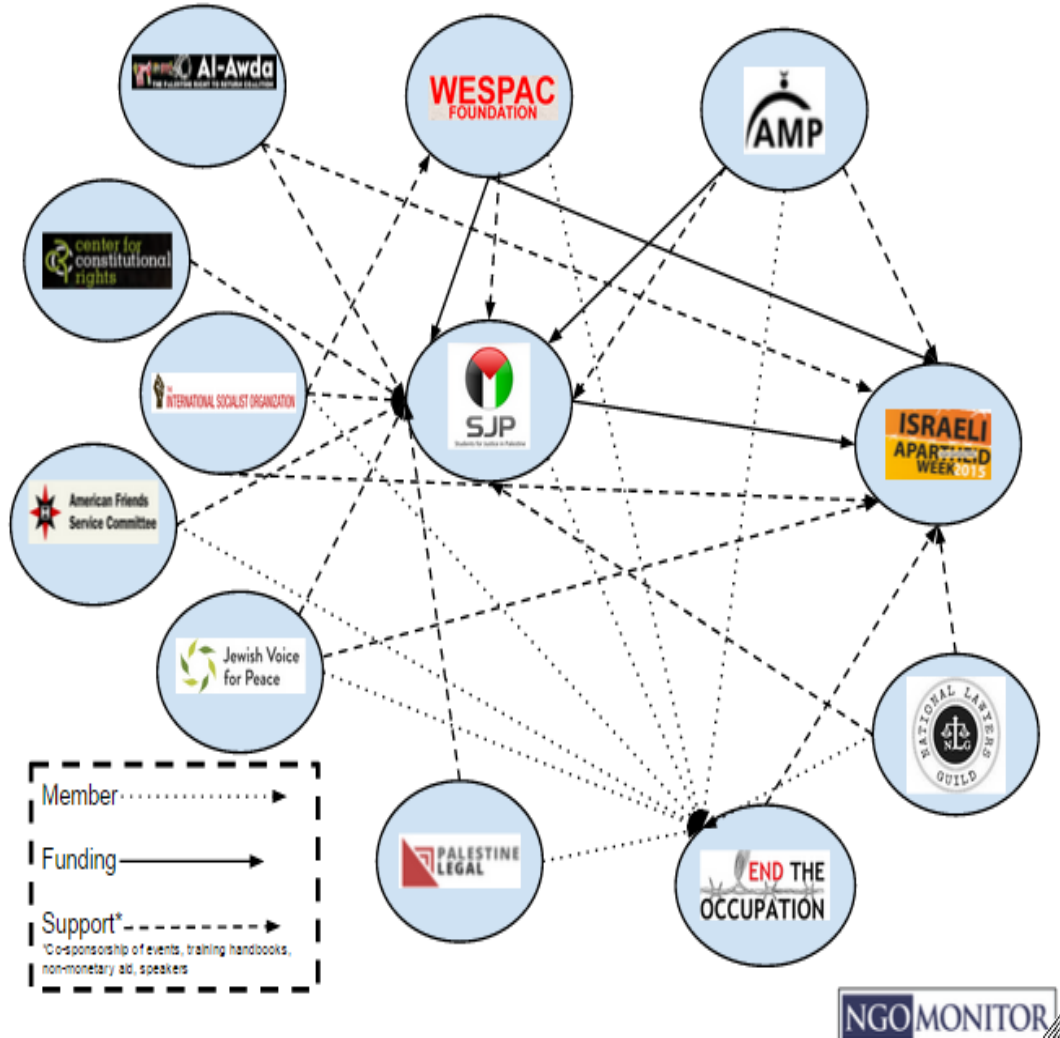 Al-Awda
THE PALESTINE RIGHT TO RETURN COALITION
WESPAC
FOUNDATION
AMP
center for
constitutional
rights
THE
INTERNATIONAL SOCIALIST ORGANIZATION
SJP
Students for Justice in Palestine
ISRAELI
APARTHEID
WEEK 2015
American Friends
Service Committee
Jewish Voice
for Peace
NATIONAL LAWYERS
NLG
GUILD
PALESTINE
LEGAL
END THE
OCCUPATION
Member
Funding
Support*
*Co-sponsorship of events, training handbooks,
non-monetary aid, speakers
NGO MONITOR